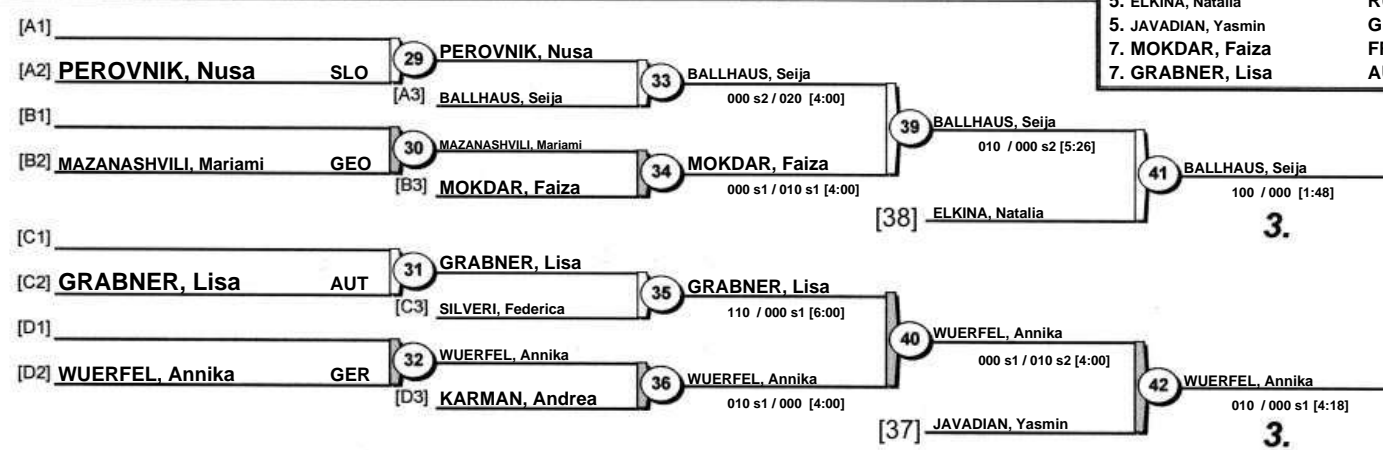 5. ELKINA, Natalia
5. JAVADIAN, Yasmin G
7. MOKDAR, Faiza
7. GRABNER, Lisa
[A1]
[A2] PEROVNIK, Nusa SLO
29
PEROVNIK, Nusa
[A3] BALLHAUS, Seija
33
BALLHAUS, Seija
000 s2 / 020 [4:00]
[B1]
[B2] MAZANASHVILI, Mariami GEO
30
MAZANASHVILI, Mariami
[B3] MOKDAR, Faiza
34
MOKDAR, Faiza
000 s1 / 010 s1 [4:00]
39
BALLHAUS, Seija
010 / 000 s2 [5:26]
[38] ELKINA, Natalia
41
BALLHAUS, Seija
100 / 000 [1:48]
3.
[C1]
[C2] GRABNER, Lisa AUT
31
GRABNER, Lisa
[C3] SILVERI, Federica
35
GRABNER, Lisa
110 / 000 s1 [6:00]
[D1]
[D2] WUERFEL, Annika GER
32
WUERFEL, Annika
[D3] KARMAN, Andrea
36
WUERFEL, Annika
010 s1 / 000 [4:00]
40
WUERFEL, Annika
000 s1 / 010 s2 [4:00]
[37] JAVADIAN, Yasmin
42
WUERFEL, Annika
010 / 000 s1 [4:18]
3.